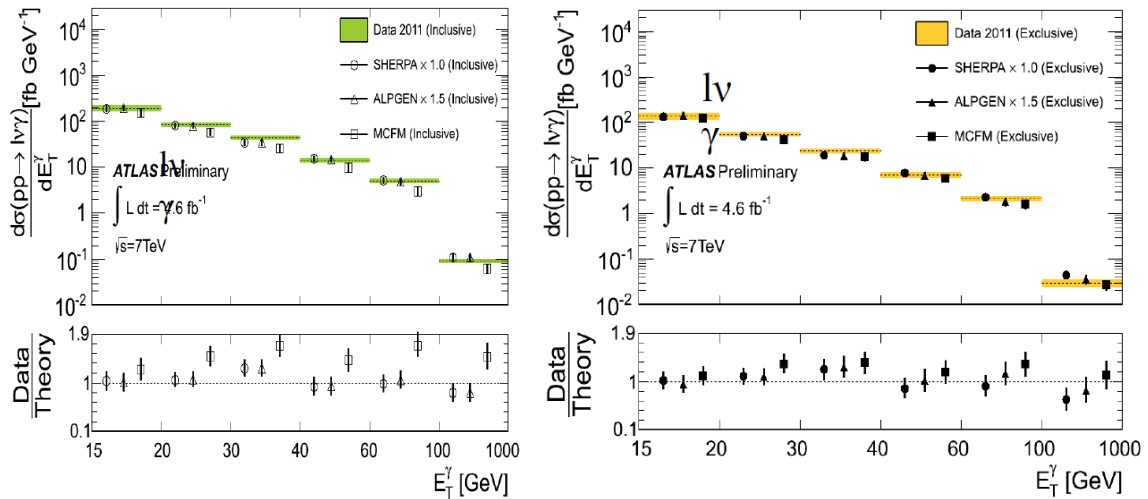 Data 2011 (Inclusive)
SHERPA × 1.0 (Inclusive)
ALPGEN × 1.5 (Inclusive)
MCFM (Inclusive)
dσ(pp→ lνγ)
dE_T^γ
[fb GeV⁻¹]
10⁴
10³
10²
10
1
10⁻¹
10⁻²
lν
γ
ATLAS Preliminary
∫ L dt = 4.6 fb⁻¹
√s=7TeV
Data
Theory
1.9
1
0.1
15 20 30 40 60 100 1000
E_T^γ [GeV]
Data 2011 (Exclusive)
SHERPA × 1.0 (Exclusive)
ALPGEN × 1.5 (Exclusive)
MCFM (Exclusive)
dσ(pp→ lνγ)
dE_T^γ
[fb GeV⁻¹]
10⁴
10³
10²
10
1
10⁻¹
10⁻²
lν
γ
ATLAS Preliminary
∫ L dt = 4.6 fb⁻¹
√s=7TeV
Data
Theory
1.9
1
0.1
15 20 30 40 60 100 1000
E_T^γ [GeV]